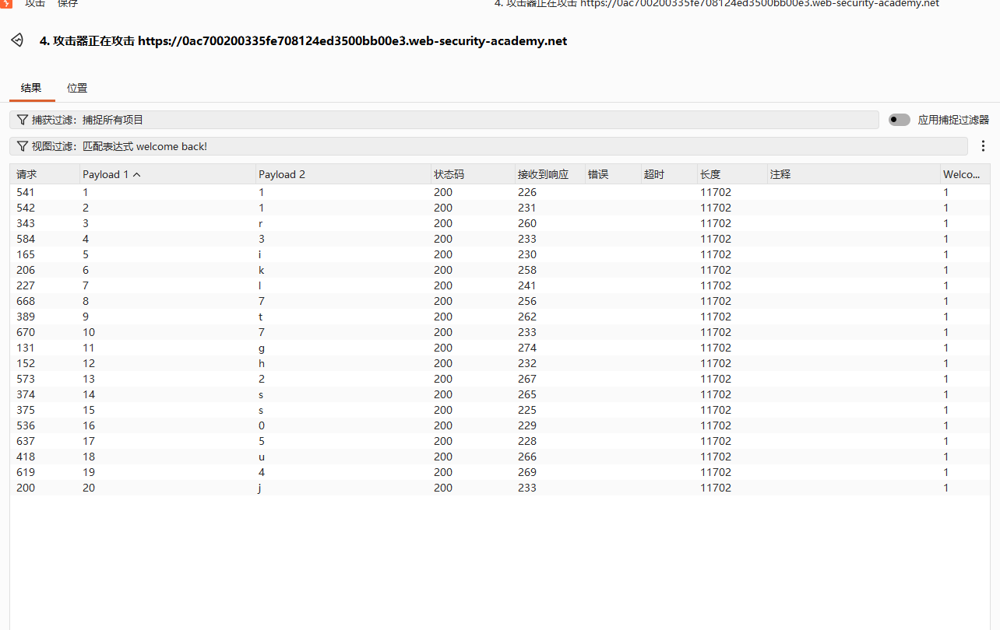 攻击 保存 4. 攻击器正在攻击 https://0ac700200335fe708124ed3500bb00e3.web-security-academy.net
4. 攻击器正在攻击 https://0ac700200335fe708124ed3500bb00e3.web-security-academy.net
结果 位置
捕获过滤：捕捉所有项目 应用捕捉过滤器
视图过滤：匹配表达式 welcome back!
请求 Payload 1 Payload 2 状态码 接收到响应 错误 超时 长度 注释 Welco...
541 1 1 200 226 11702 1
542 2 1 200 231 11702 1
343 3 r 200 260 11702 1
584 4 3 200 233 11702 1
165 5 i 200 230 11702 1
206 6 k 200 258 11702 1
227 7 l 200 241 11702 1
668 8 7 200 256 11702 1
389 9 t 200 262 11702 1
670 10 7 200 233 11702 1
131 11 g 200 274 11702 1
152 12 h 200 232 11702 1
573 13 2 200 267 11702 1
374 14 s 200 265 11702 1
375 15 s 200 225 11702 1
536 16 0 200 229 11702 1
637 17 5 200 228 11702 1
418 18 u 200 266 11702 1
619 19 4 200 269 11702 1
200 20 j 200 233 11702 1